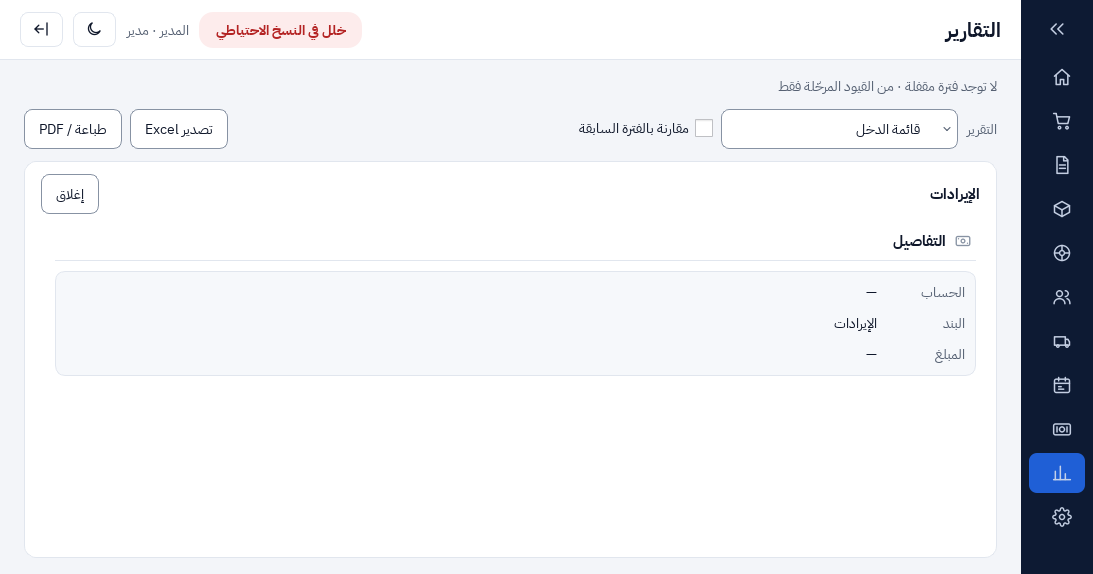 التقارير
خلل في النسخ الاحتياطي
المدير · مدير
لا توجد فترة مقفلة · من القيود المرحّلة فقط
التقرير
قائمة الدخل
مقارنة بالفترة السابقة
تصدير Excel
طباعة / PDF
الإيرادات
إغلاق
التفاصيل
الحساب —
البند الإيرادات
المبلغ —